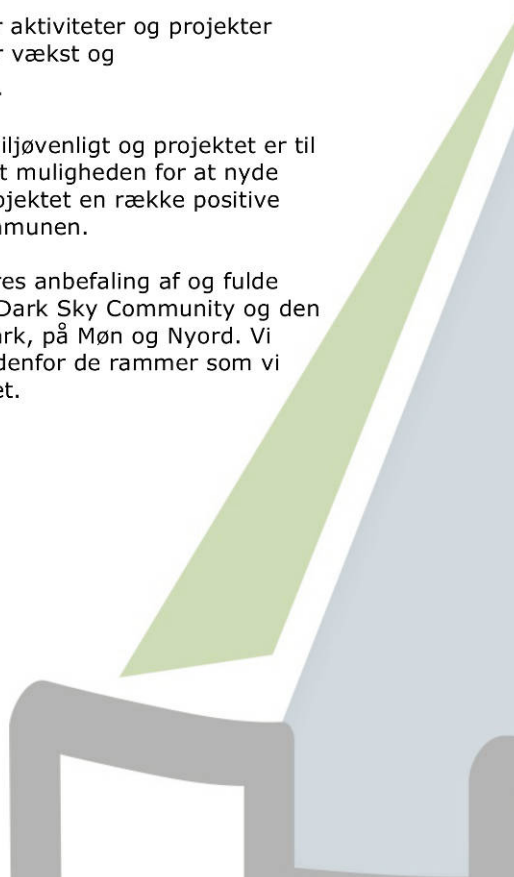 r aktiviteter og projekter
r vækst og
.
iljøvenligt og projektet er til
t muligheden for at nyde
ojektet en række positive
mmunen.
res anbefaling af og fulde
Dark Sky Community og den
ark, på Møn og Nyord. Vi
denfor de rammer som vi
et.